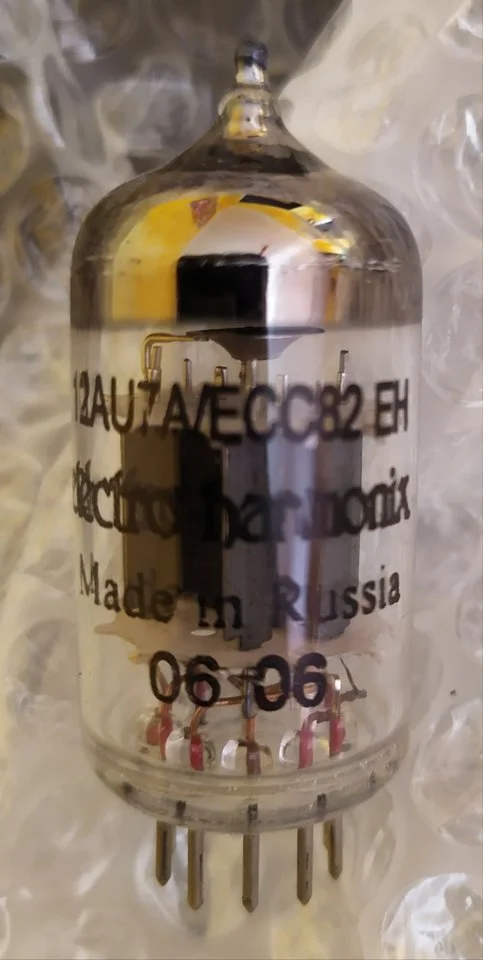 12AU7A/ECC82 EH
electro-harmonix
Made in Russia
06 06